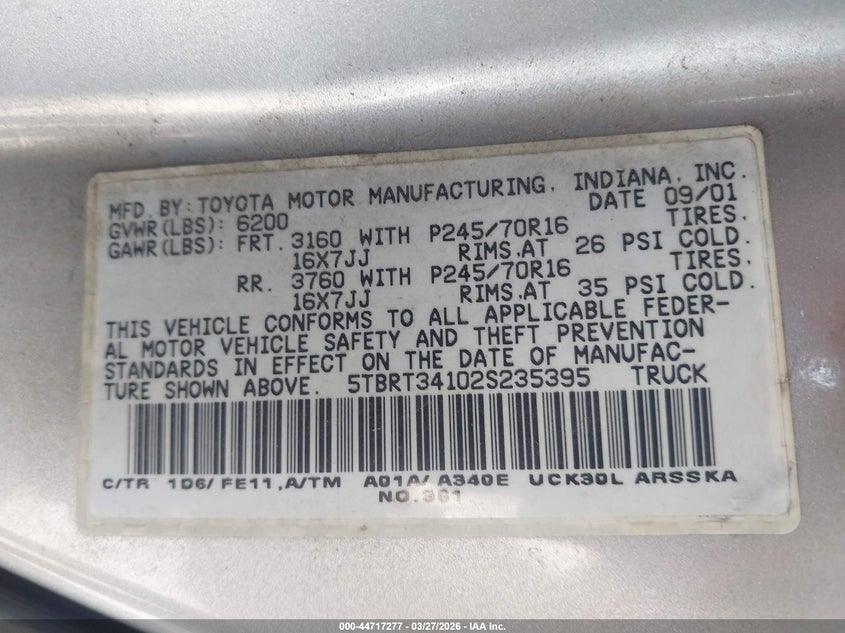 MFD. BY: TOYOTA MOTOR MANUFACTURING, INDIANA, INC.
GVWR(LBS): 6200 DATE 09/01
GAWR(LBS): FRT. 3160 WITH P245/70R16 TIRES,
16X7JJ RIMS,AT 26 PSI COLD.
RR. 3760 WITH P245/70R16 TIRES,
16X7JJ RIMS,AT 35 PSI COLD.
THIS VEHICLE CONFORMS TO ALL APPLICABLE FEDER-
AL MOTOR VEHICLE SAFETY AND THEFT PREVENTION
STANDARDS IN EFFECT ON THE DATE OF MANUFAC-
TURE SHOWN ABOVE. 5TBRT34102S235395 TRUCK
C/TR 1D6/FE11,A/TM A01A/A340E UCK30L ARSSKA
NO.361
000-44717277 — 03/27/2026 — IAA Inc.